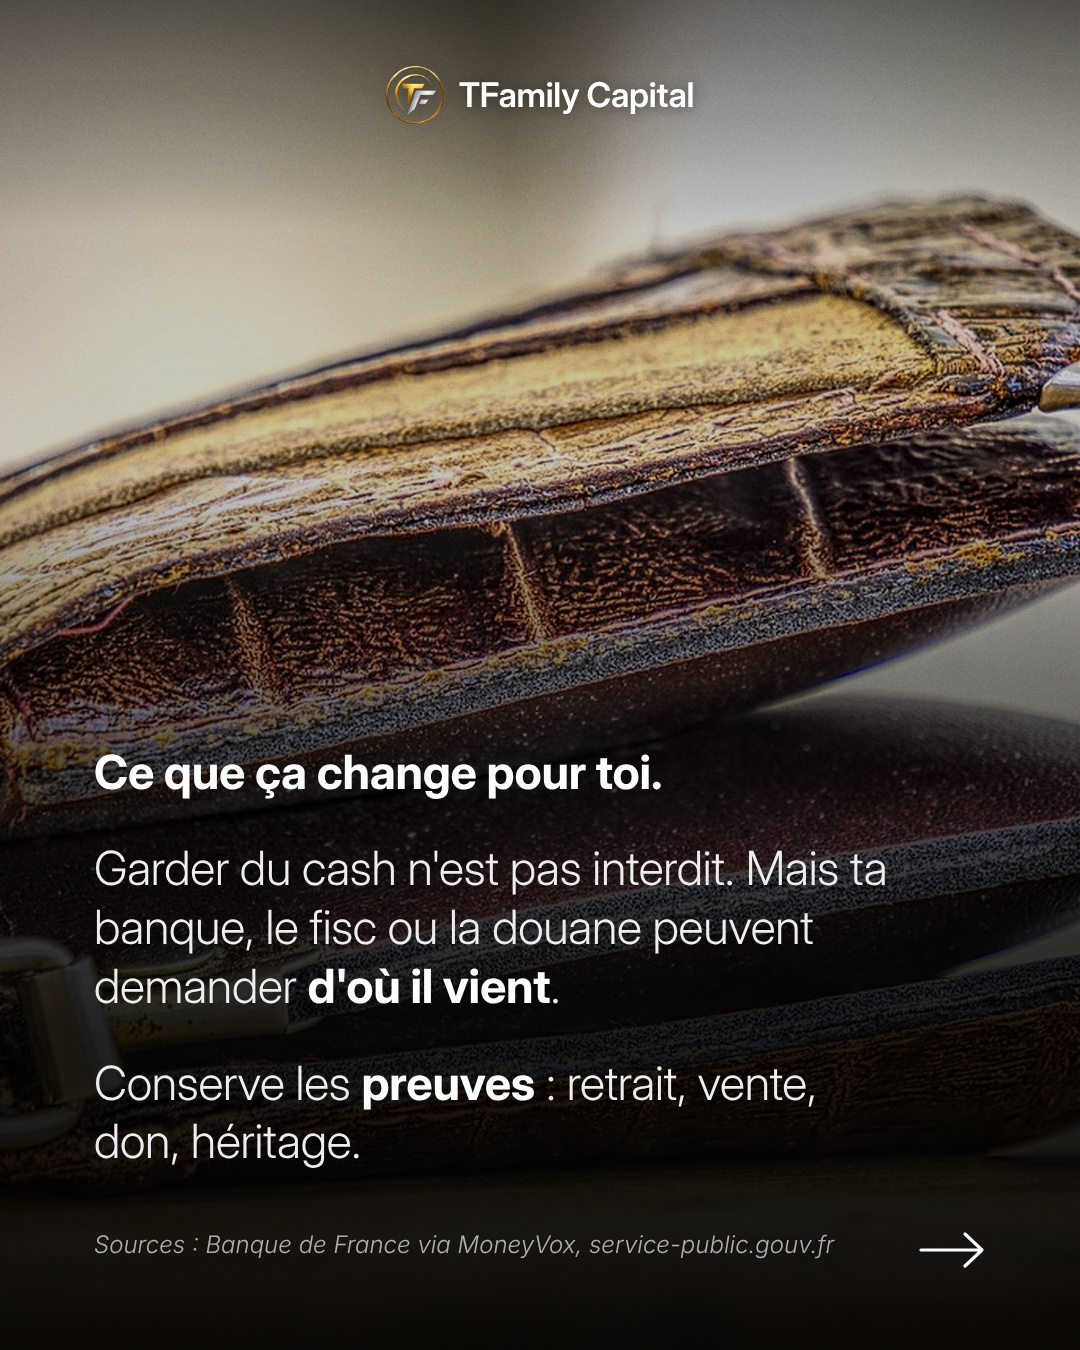 TF TFamily Capital
Ce que ça change pour toi.
Garder du cash n'est pas interdit. Mais ta
banque, le fisc ou la douane peuvent
demander d'où il vient.
Conserve les preuves : retrait, vente,
don, héritage.
Sources : Banque de France via MoneyVox, service-public.gouv.fr